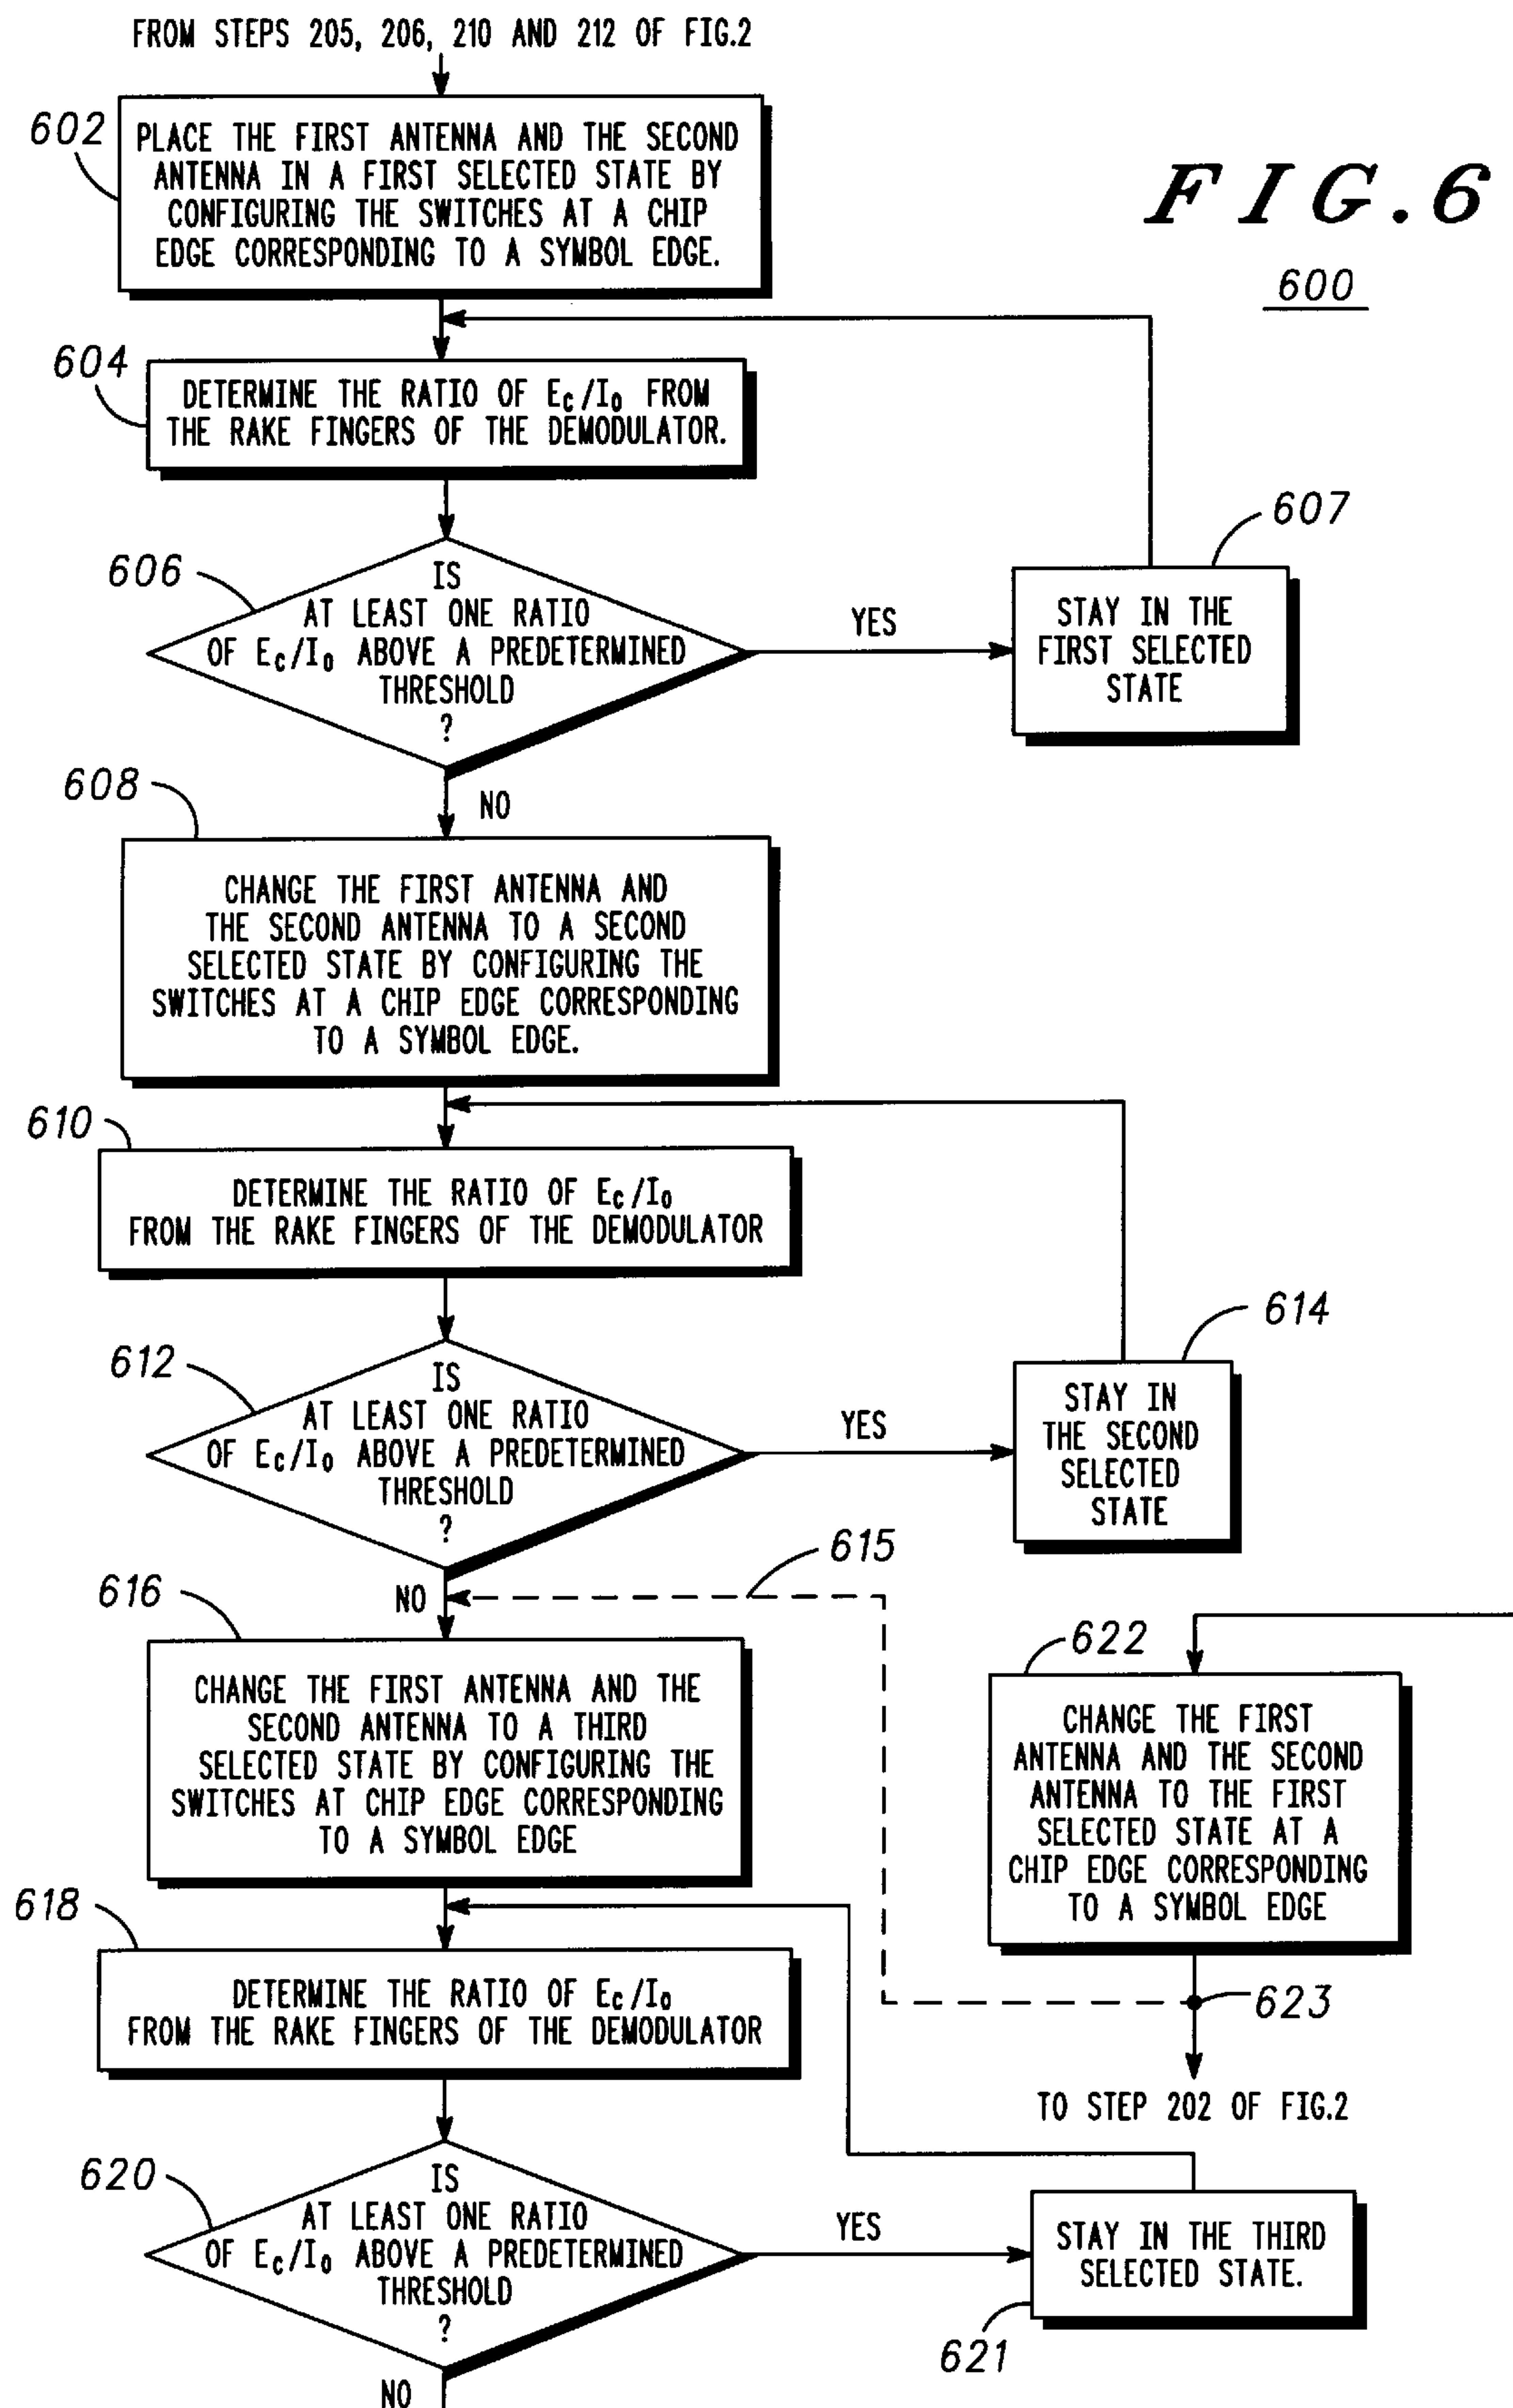 FROM STEPS 205, 206, 210 AND 212 OF FIG.2
602
PLACE THE FIRST ANTENNA AND THE SECOND
ANTENNA IN A FIRST SELECTED STATE BY
CONFIGURING THE SWITCHES AT A CHIP
EDGE CORRESPONDING TO A SYMBOL EDGE.
FIG.6
600
604
DETERMINE THE RATIO OF Ec/I0 FROM
THE RAKE FINGERS OF THE DEMODULATOR.
606
IS
AT LEAST ONE RATIO
OF Ec/I0 ABOVE A PREDETERMINED
THRESHOLD
?
YES
607
STAY IN THE
FIRST SELECTED
STATE
NO
608
CHANGE THE FIRST ANTENNA AND
THE SECOND ANTENNA TO A SECOND
SELECTED STATE BY CONFIGURING THE
SWITCHES AT A CHIP EDGE CORRESPONDING
TO A SYMBOL EDGE.
610
DETERMINE THE RATIO OF Ec/I0
FROM THE RAKE FINGERS OF THE DEMODULATOR
612
IS
AT LEAST ONE RATIO
OF Ec/I0 ABOVE A PREDETERMINED
THRESHOLD
?
YES
614
STAY IN
THE SECOND
SELECTED
STATE
NO
615
616
CHANGE THE FIRST ANTENNA AND THE
SECOND ANTENNA TO A THIRD
SELECTED STATE BY CONFIGURING THE
SWITCHES AT CHIP EDGE CORRESPONDING
TO A SYMBOL EDGE
622
CHANGE THE FIRST
ANTENNA AND THE SECOND
ANTENNA TO THE FIRST
SELECTED STATE AT A
CHIP EDGE CORRESPONDING
TO A SYMBOL EDGE
623
TO STEP 202 OF FIG.2
618
DETERMINE THE RATIO OF Ec/I0
FROM THE RAKE FINGERS OF THE DEMODULATOR
620
IS
AT LEAST ONE RATIO
OF Ec/I0 ABOVE A PREDETERMINED
THRESHOLD
?
YES
STAY IN THE THIRD
SELECTED STATE.
621
NO